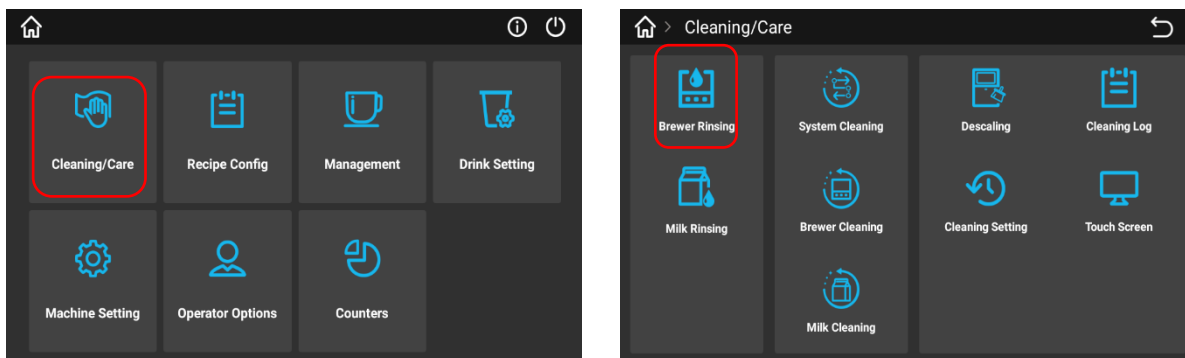 Cleaning/Care
Recipe Config
Management
Drink Setting
Machine Setting
Operator Options
Counters
> Cleaning/Care
Brewer Rinsing
System Cleaning
Descaling
Cleaning Log
Milk Rinsing
Brewer Cleaning
Cleaning Setting
Touch Screen
Milk Cleaning